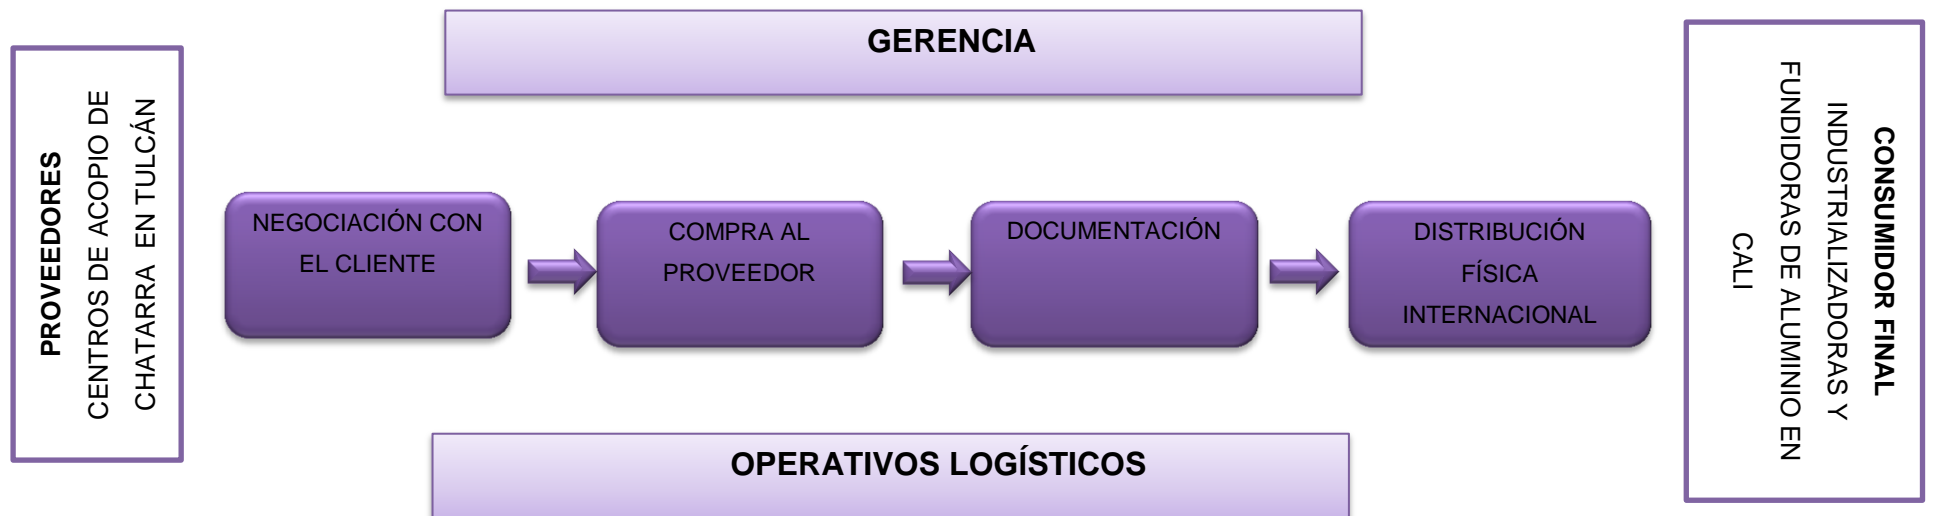 GERENCIA
PROVEEDORES
CENTROS DE ACOPIO DE
CHATARRA EN TULCÁN
NEGOCIACIÓN CON
EL CLIENTE
COMPRA AL
PROVEEDOR
DOCUMENTACIÓN
DISTRIBUCIÓN
FÍSICA
INTERNACIONAL
CONSUMIDOR FINAL
INDUSTRIALIZADORAS Y
FUNDIDORAS DE ALUMINIO EN
CALI
OPERATIVOS LOGÍSTICOS